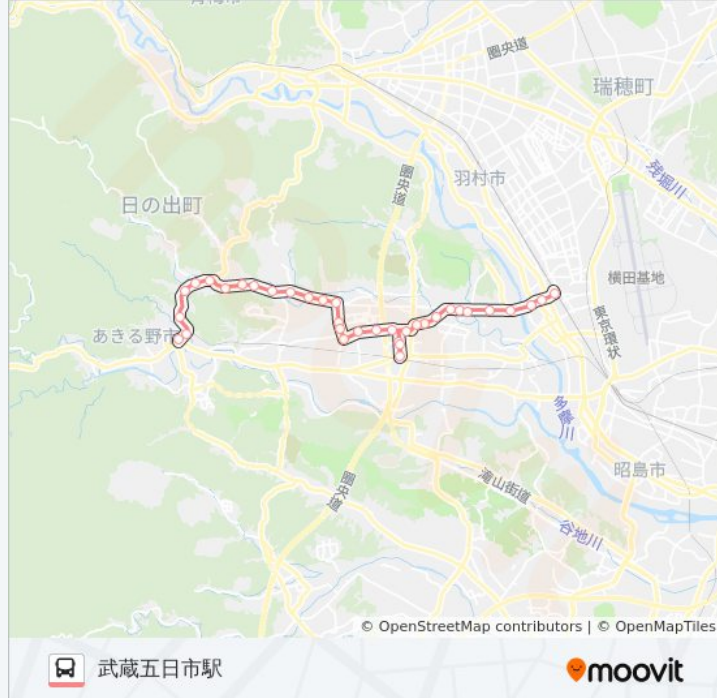 青梅市
圏央道
瑞穂町
残堀川
圏央道
羽村市
日の出町
横田基地
東京環状
あきる野市
多摩川
昭島市
圏央道
滝山街道
谷地川
© OpenStreetMap contributors | © OpenMapTiles
武蔵五日市駅
moovit